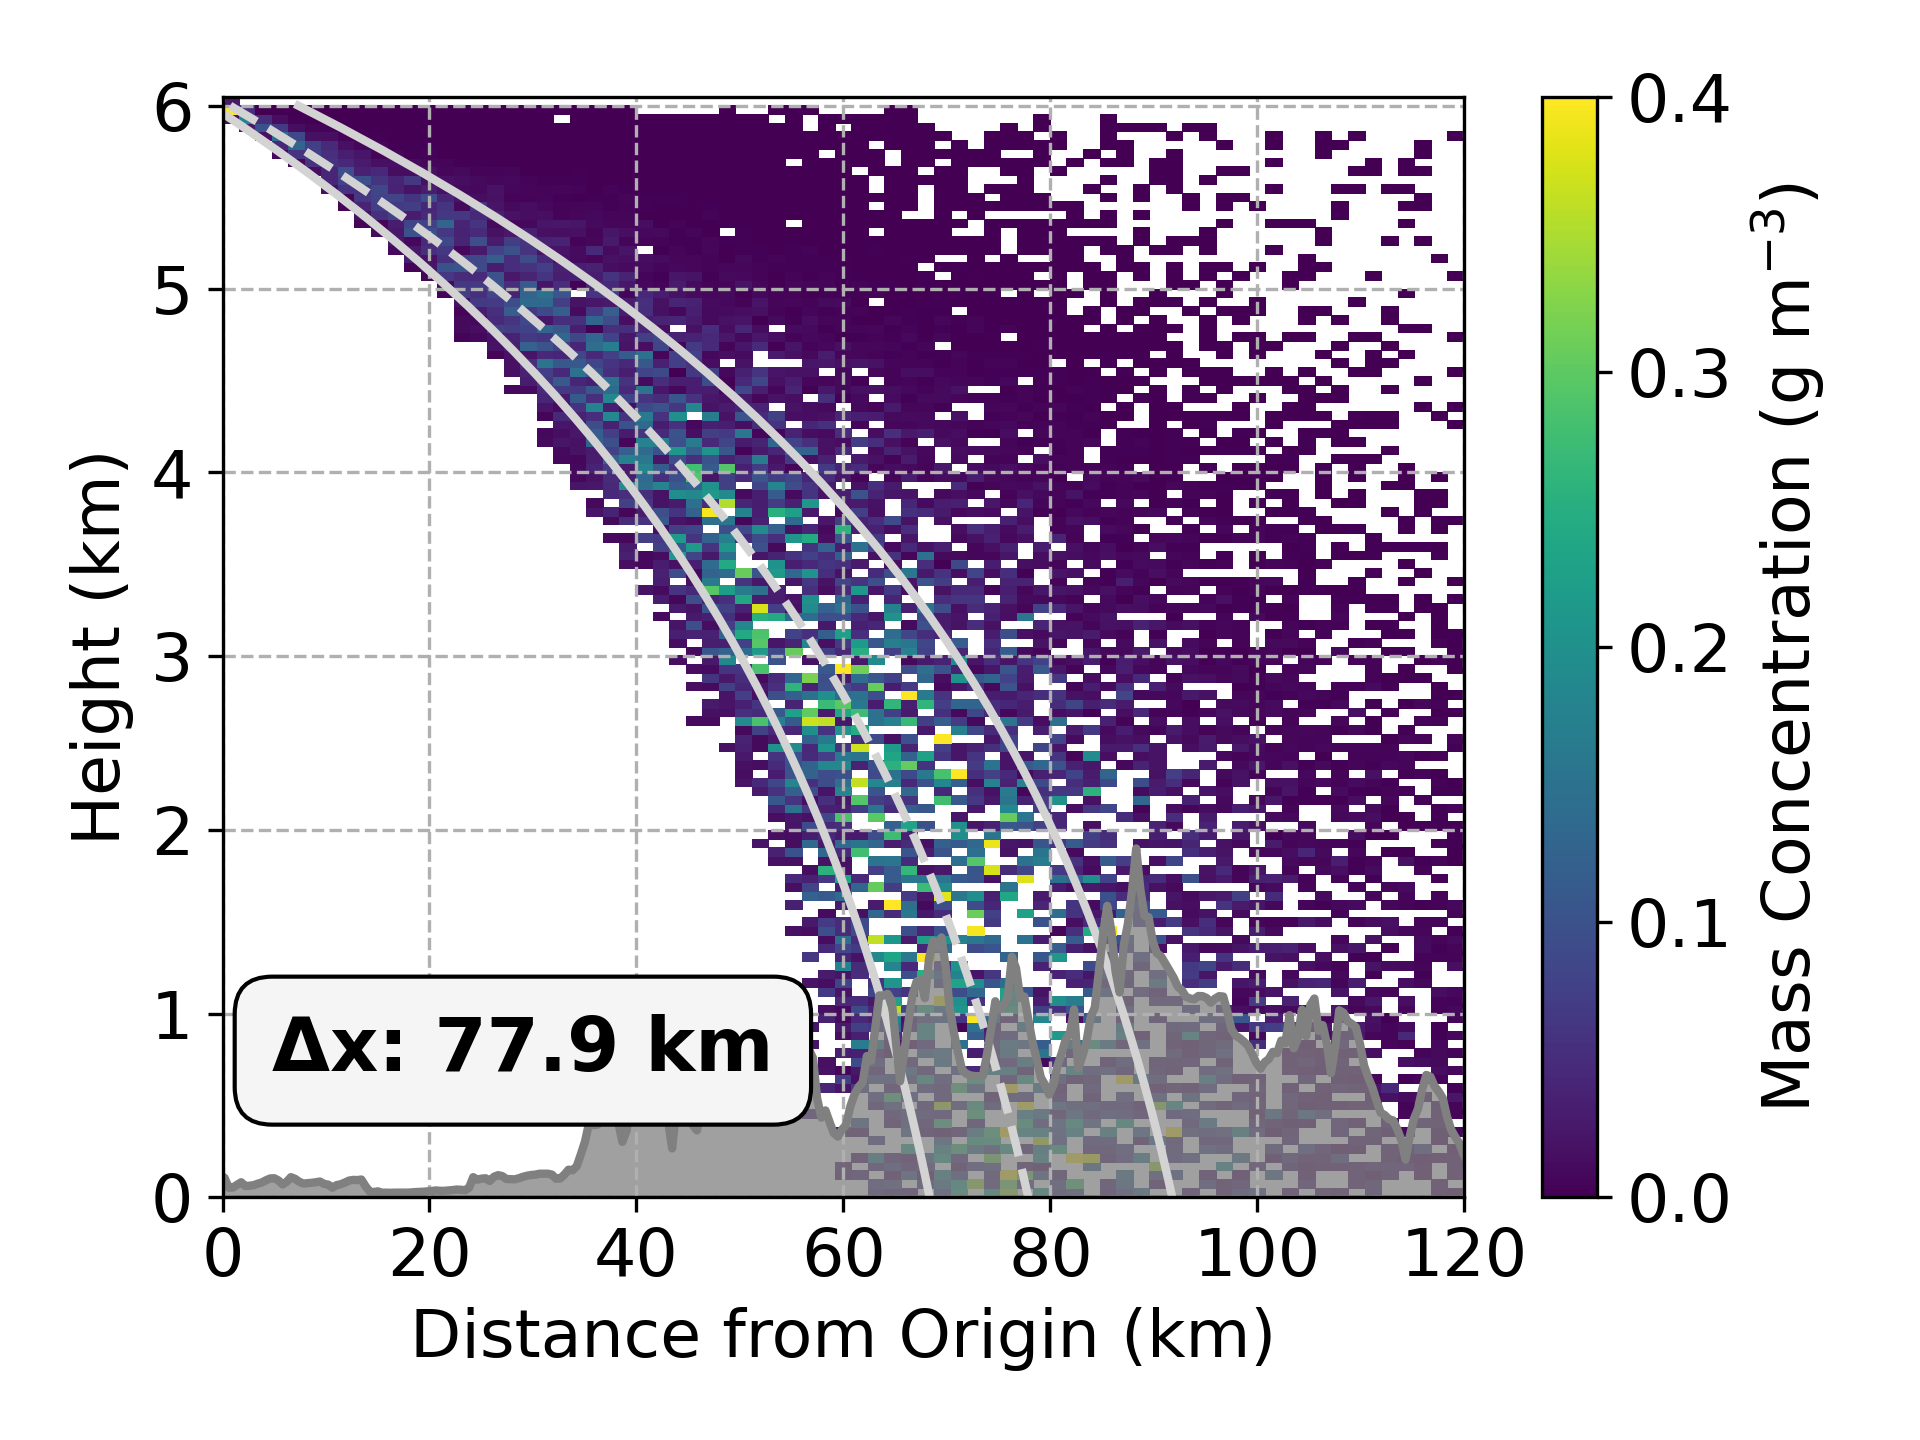 6
5
4
3
2
1
0
Height (km)
0 20 40 60 80 100 120
Distance from Origin (km)
Δx: 77.9 km
0.4
0.3
0.2
0.1
0.0
Mass Concentration (g m⁻³)